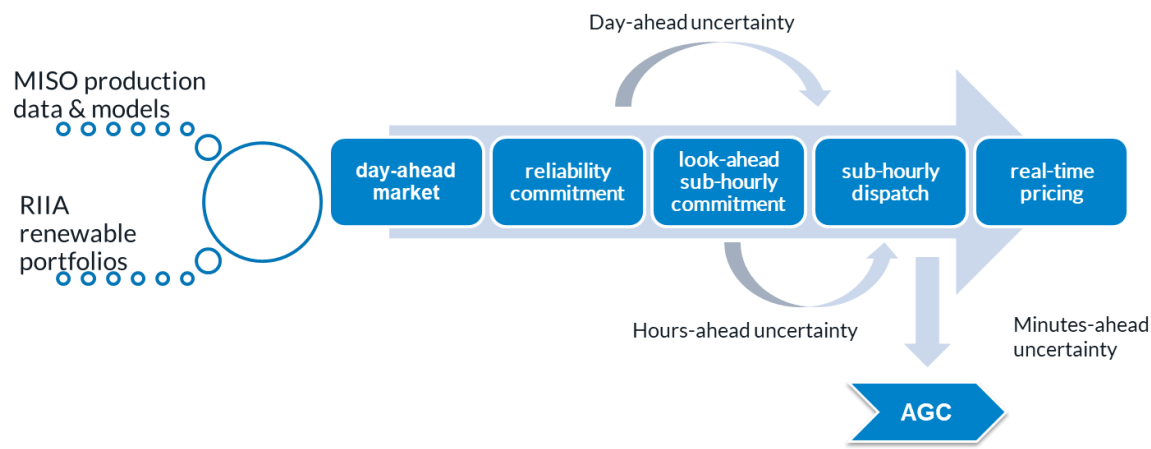 Day-ahead uncertainty
MISO production
data & models
RIIA
renewable
portfolios
day-ahead
market
reliability
commitment
look-ahead
sub-hourly
commitment
sub-hourly
dispatch
real-time
pricing
Hours-ahead uncertainty
Minutes-ahead
uncertainty
AGC